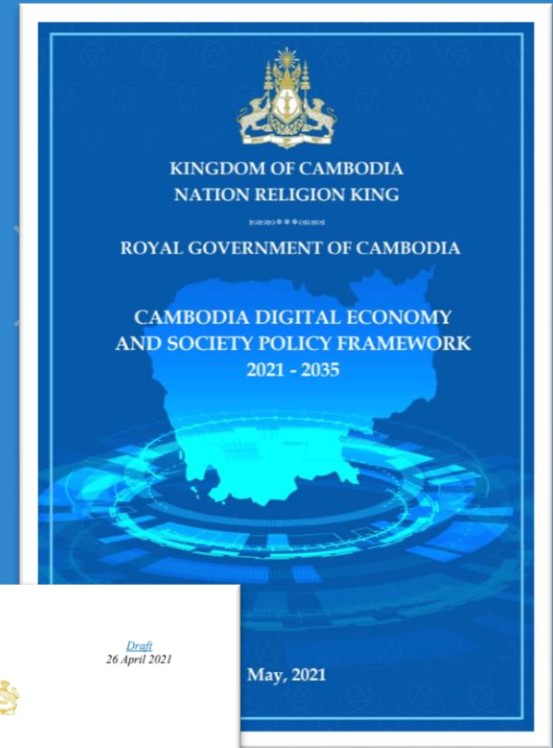 KINGDOM OF CAMBODIA
NATION RELIGION KING
ROYAL GOVERNMENT OF CAMBODIA
CAMBODIA DIGITAL ECONOMY
AND SOCIETY POLICY FRAMEWORK
2021 - 2035
May, 2021
Draft
26 April 2021